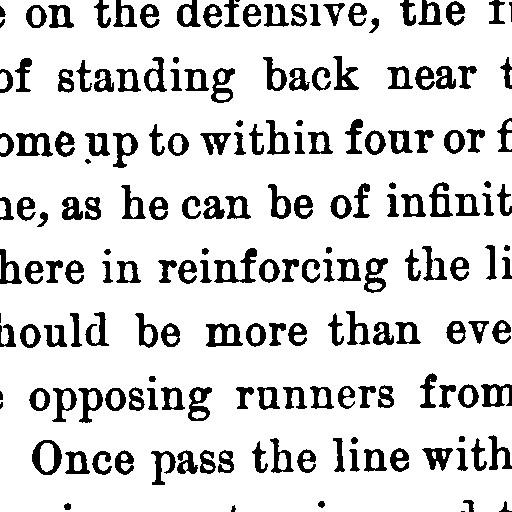 on the defensive, the
of standing back near
ome up to within four or
ne, as he can be of infinit
here in reinforcing the li
hould be more than eve
opposing runners from
Once pass the line with